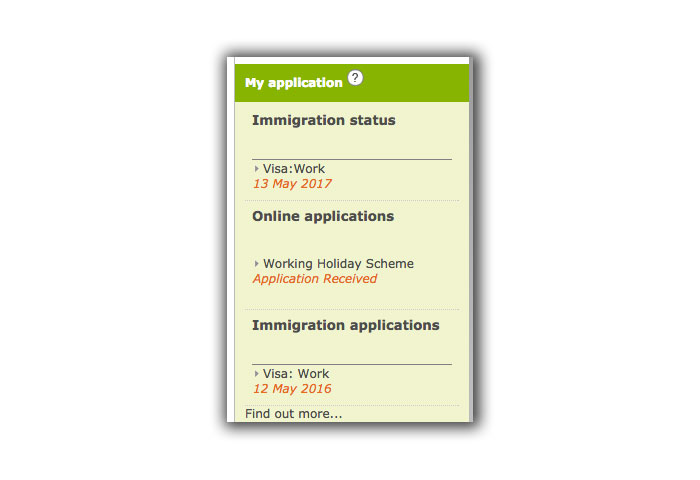 My application ?
Immigration status
Visa:Work
13 May 2017
Online applications
Working Holiday Scheme
Application Received
Immigration applications
Visa: Work
12 May 2016
Find out more...